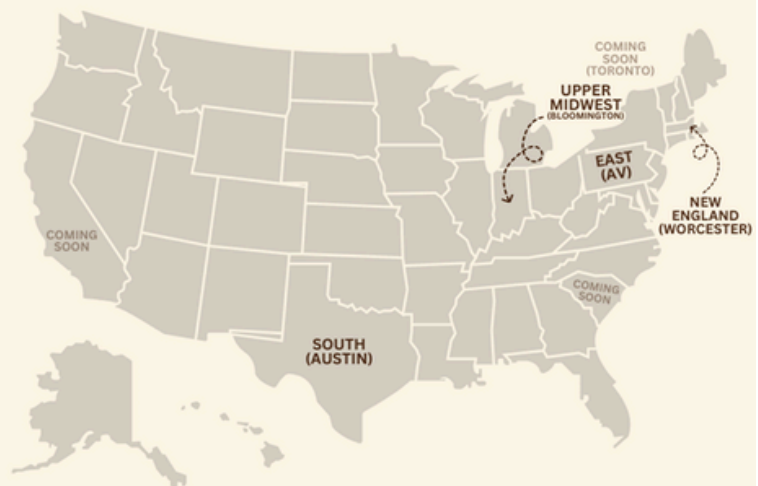 COMING
SOON
(TORONTO)
UPPER
MIDWEST
(BLOOMINGTON)
EAST
(AV)
NEW
ENGLAND
(WORCESTER)
COMING
SOON
COMING
SOON
SOUTH
(AUSTIN)